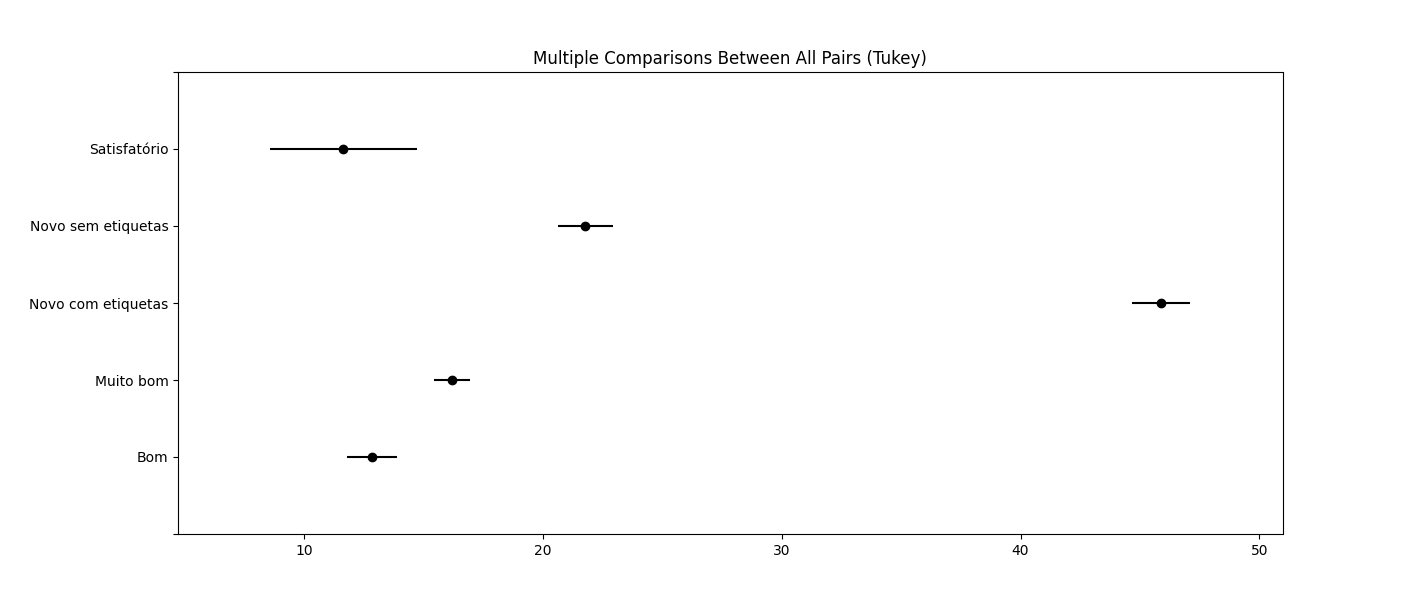 Multiple Comparisons Between All Pairs (Tukey)
Satisfatório
Novo sem etiquetas
Novo com etiquetas
Muito bom
Bom
10 20 30 40 50